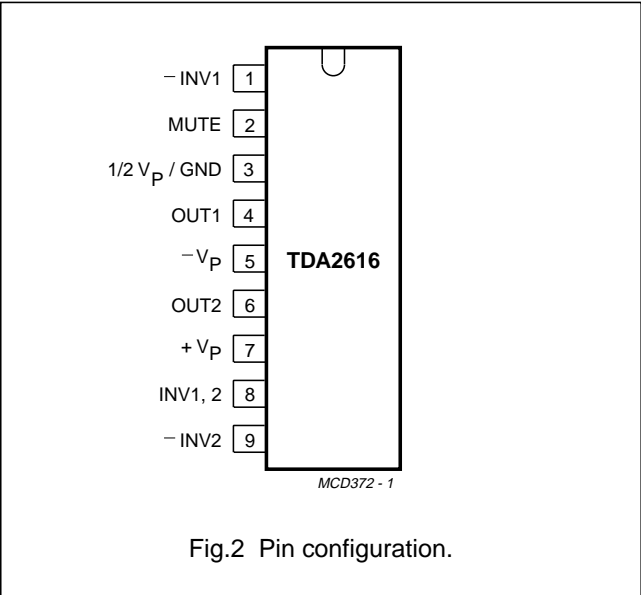 −INV1 1
MUTE 2
1/2 VP / GND 3
OUT1 4
−VP 5
TDA2616
OUT2 6
+ VP 7
INV1, 2 8
−INV2 9
MCD372 - 1
Fig.2 Pin configuration.